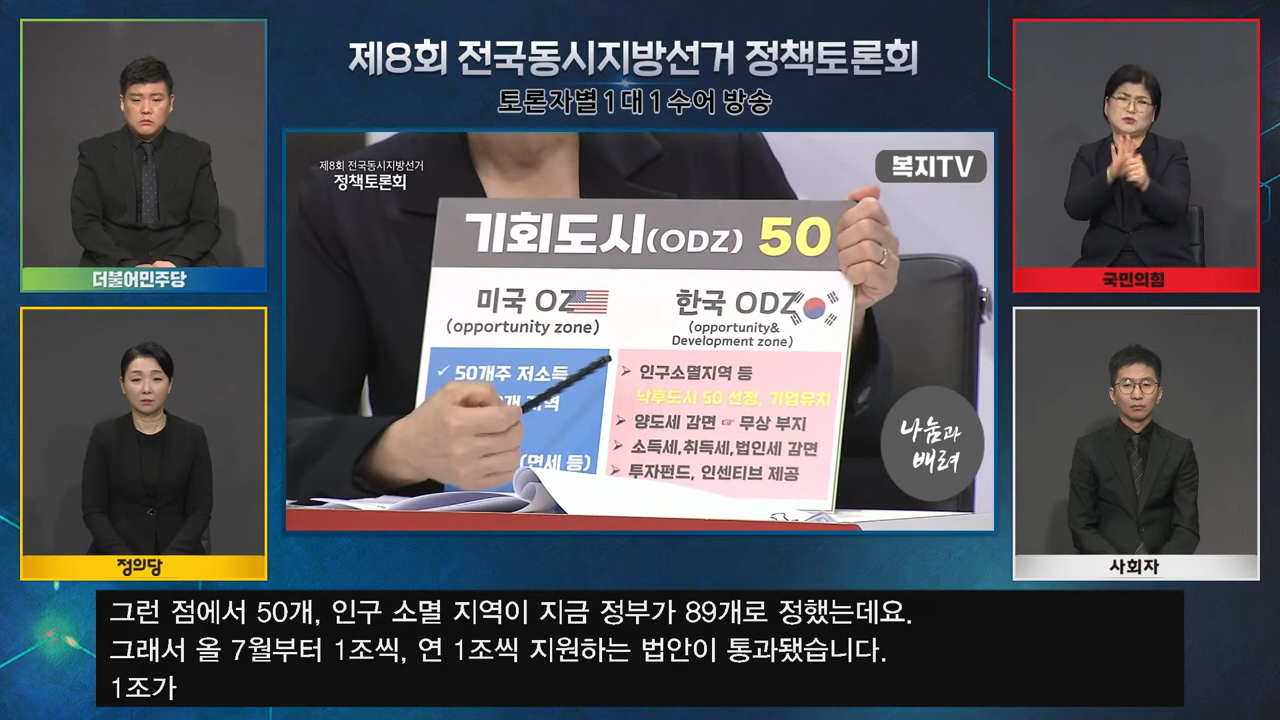 제8회 전국동시지방선거 정책토론회
토론자별 1대1 수어 방송
더불어민주당
국민의힘
정의당
사회자
제8회 전국동시지방선거
정책토론회
복지TV
기회도시(ODZ) 50
미국 OZ
(opportunity zone)
한국 ODZ
(opportunity&
Development zone)
✓ 50개주 저소득
지역
(면세 등)
➢ 인구소멸지역 등
낙후도시 50 선정, 기업유치
➢ 양도세 감면 ☞ 무상 부지
➢ 소득세,취득세,법인세 감면
➢ 투자펀드, 인센티브 제공
나눔과
배려
그런 점에서 50개, 인구 소멸 지역이 지금 정부가 89개로 정했는데요.
그래서 올 7월부터 1조씩, 연 1조씩 지원하는 법안이 통과됐습니다.
1조가